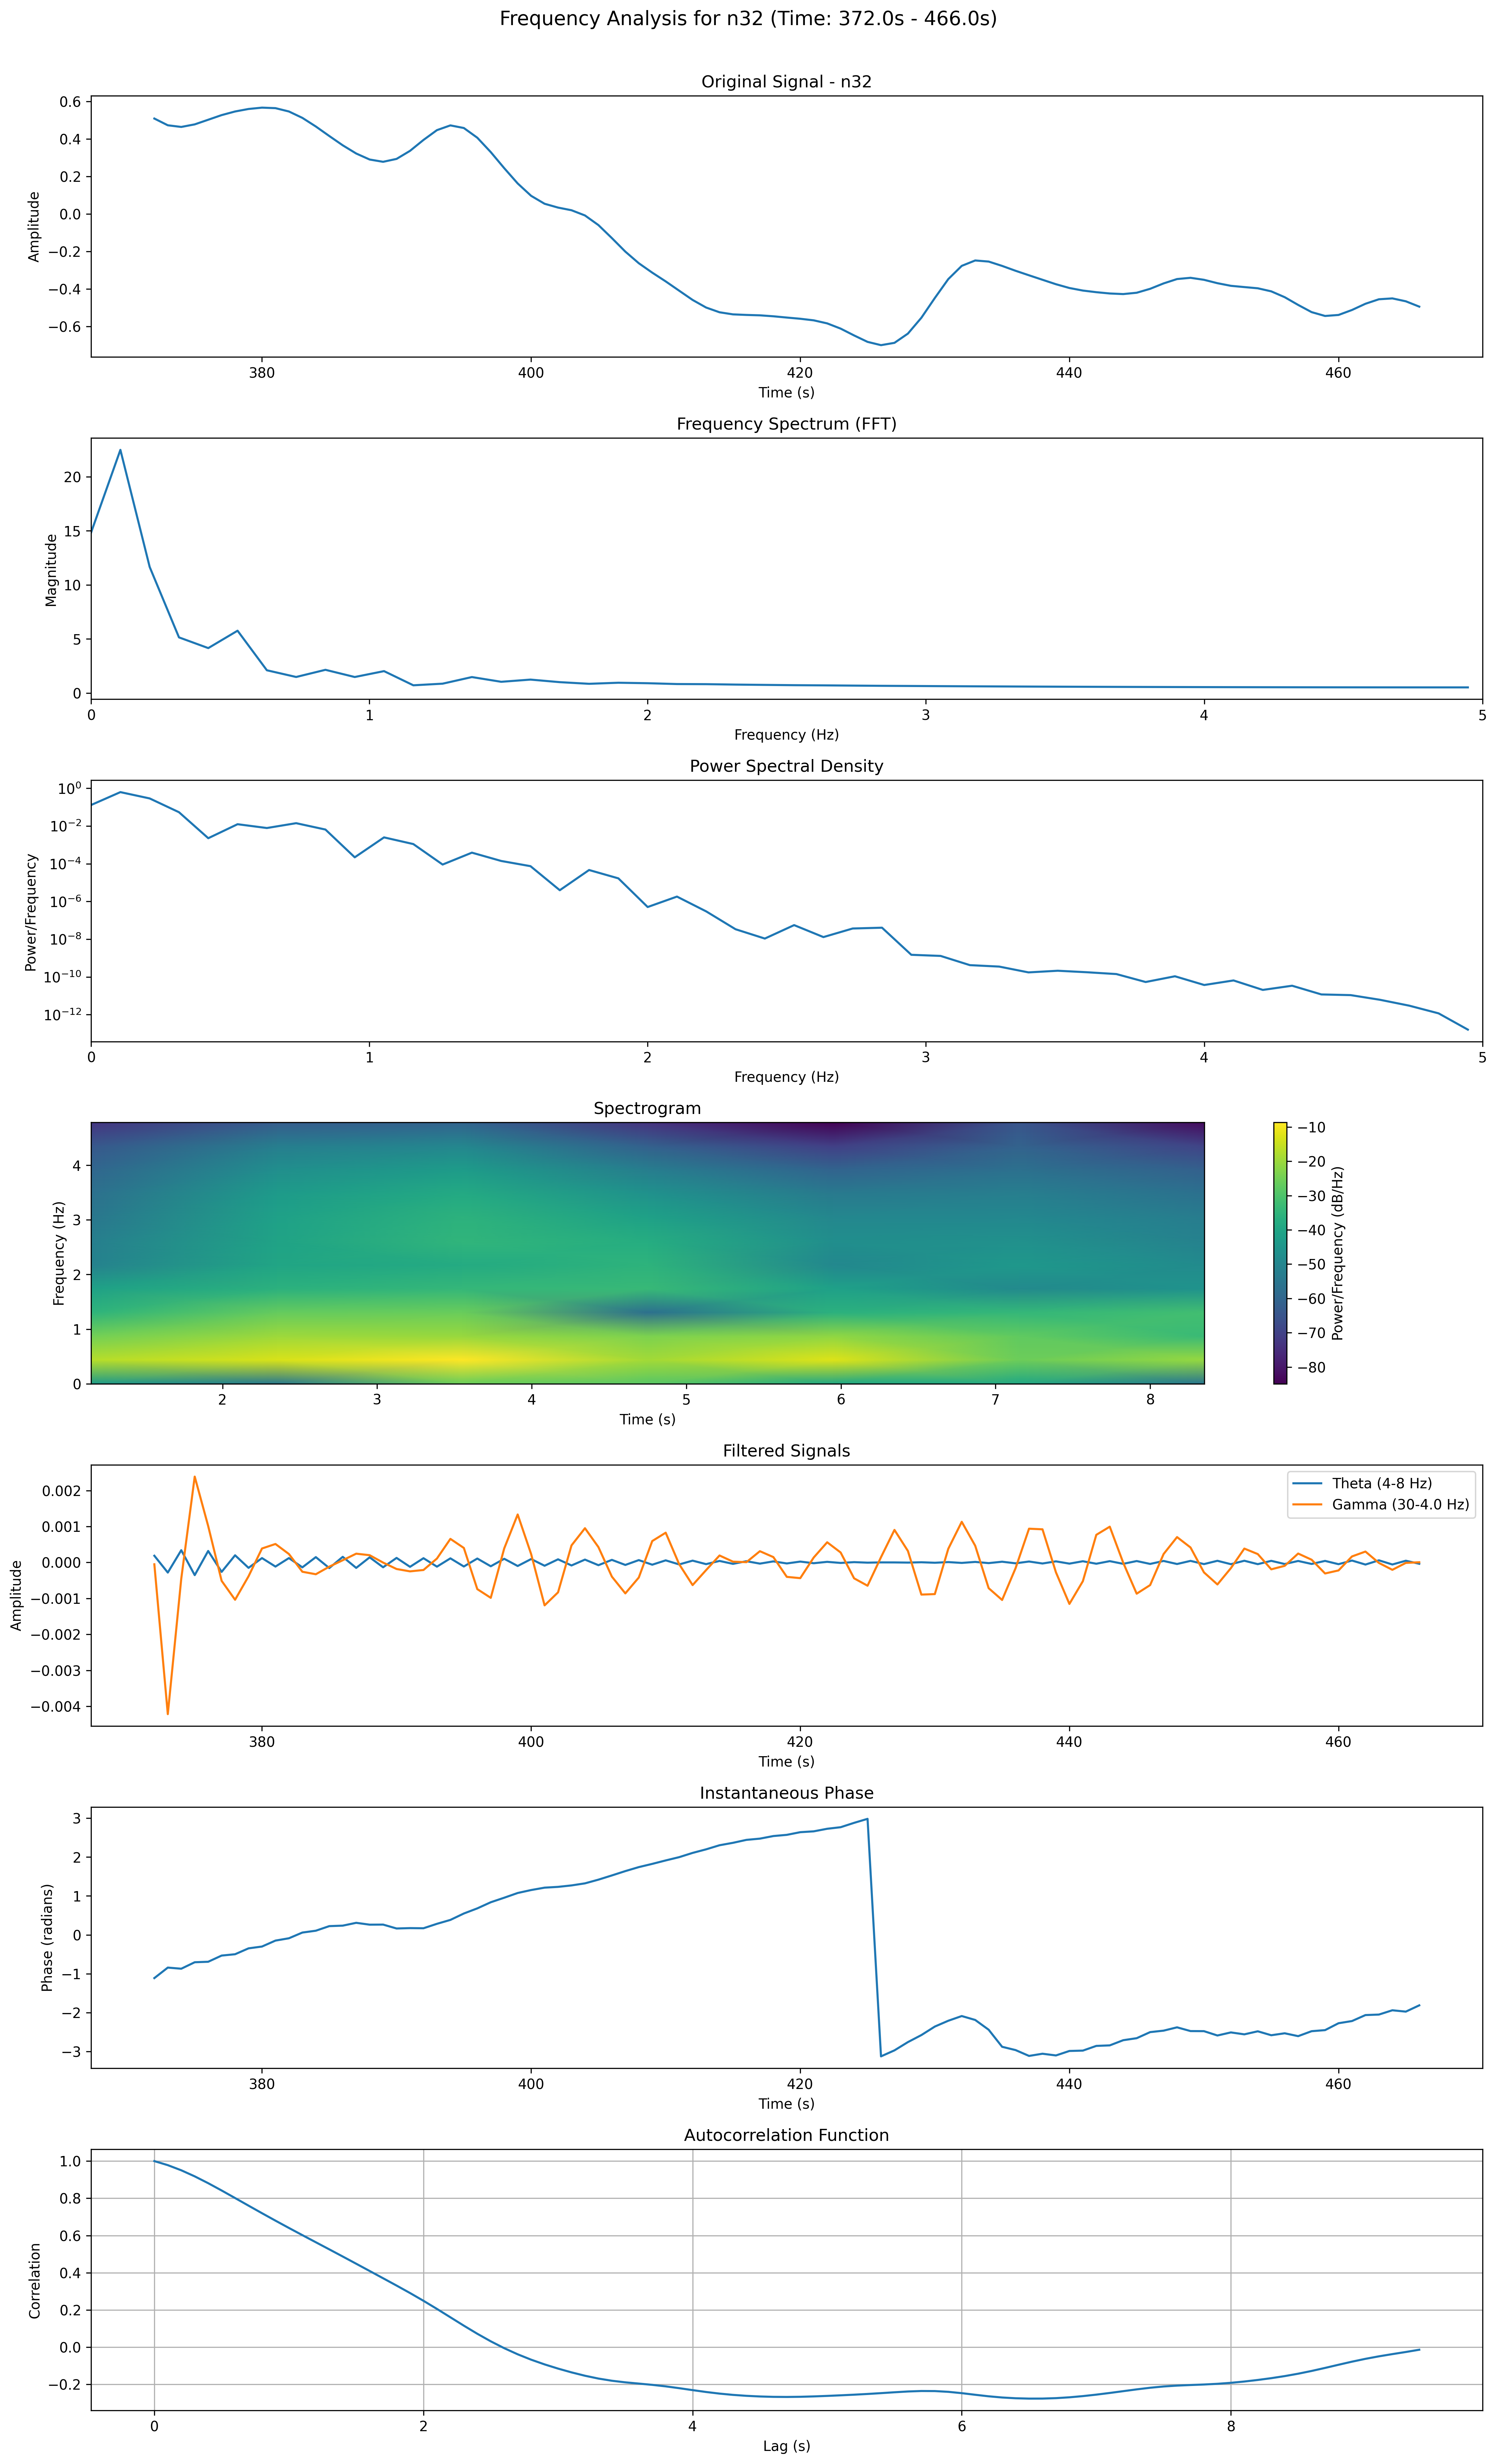 Frequency Analysis for n32 (Time: 372.0s - 466.0s)
Original Signal - n32
Amplitude
0.6
0.4
0.2
0.0
−0.2
−0.4
−0.6
380 400 420 440 460
Time (s)
Frequency Spectrum (FFT)
Magnitude
20
15
10
5
0
0 1 2 3 4 5
Frequency (Hz)
Power Spectral Density
Power/Frequency
10⁰
10⁻²
10⁻⁴
10⁻⁶
10⁻⁸
10⁻¹⁰
10⁻¹²
0 1 2 3 4 5
Frequency (Hz)
Spectrogram
Frequency (Hz)
4
3
2
1
0
2 3 4 5 6 7 8
Time (s)
−10
−20
−30
−40
−50
−60
−70
−80
Power/Frequency (dB/Hz)
Filtered Signals
Theta (4-8 Hz)
Gamma (30-4.0 Hz)
Amplitude
0.002
0.001
0.000
−0.001
−0.002
−0.003
−0.004
380 400 420 440 460
Time (s)
Instantaneous Phase
Phase (radians)
3
2
1
0
−1
−2
−3
380 400 420 440 460
Time (s)
Autocorrelation Function
Correlation
1.0
0.8
0.6
0.4
0.2
0.0
−0.2
0 2 4 6 8
Lag (s)